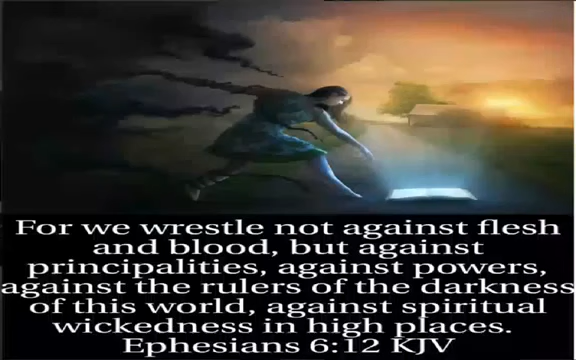 For we wrestle not against flesh
and blood, but against
principalities, against powers,
against the rulers of the darkness
of this world, against spiritual
wickedness in high places.
Ephesians 6:12 KJV